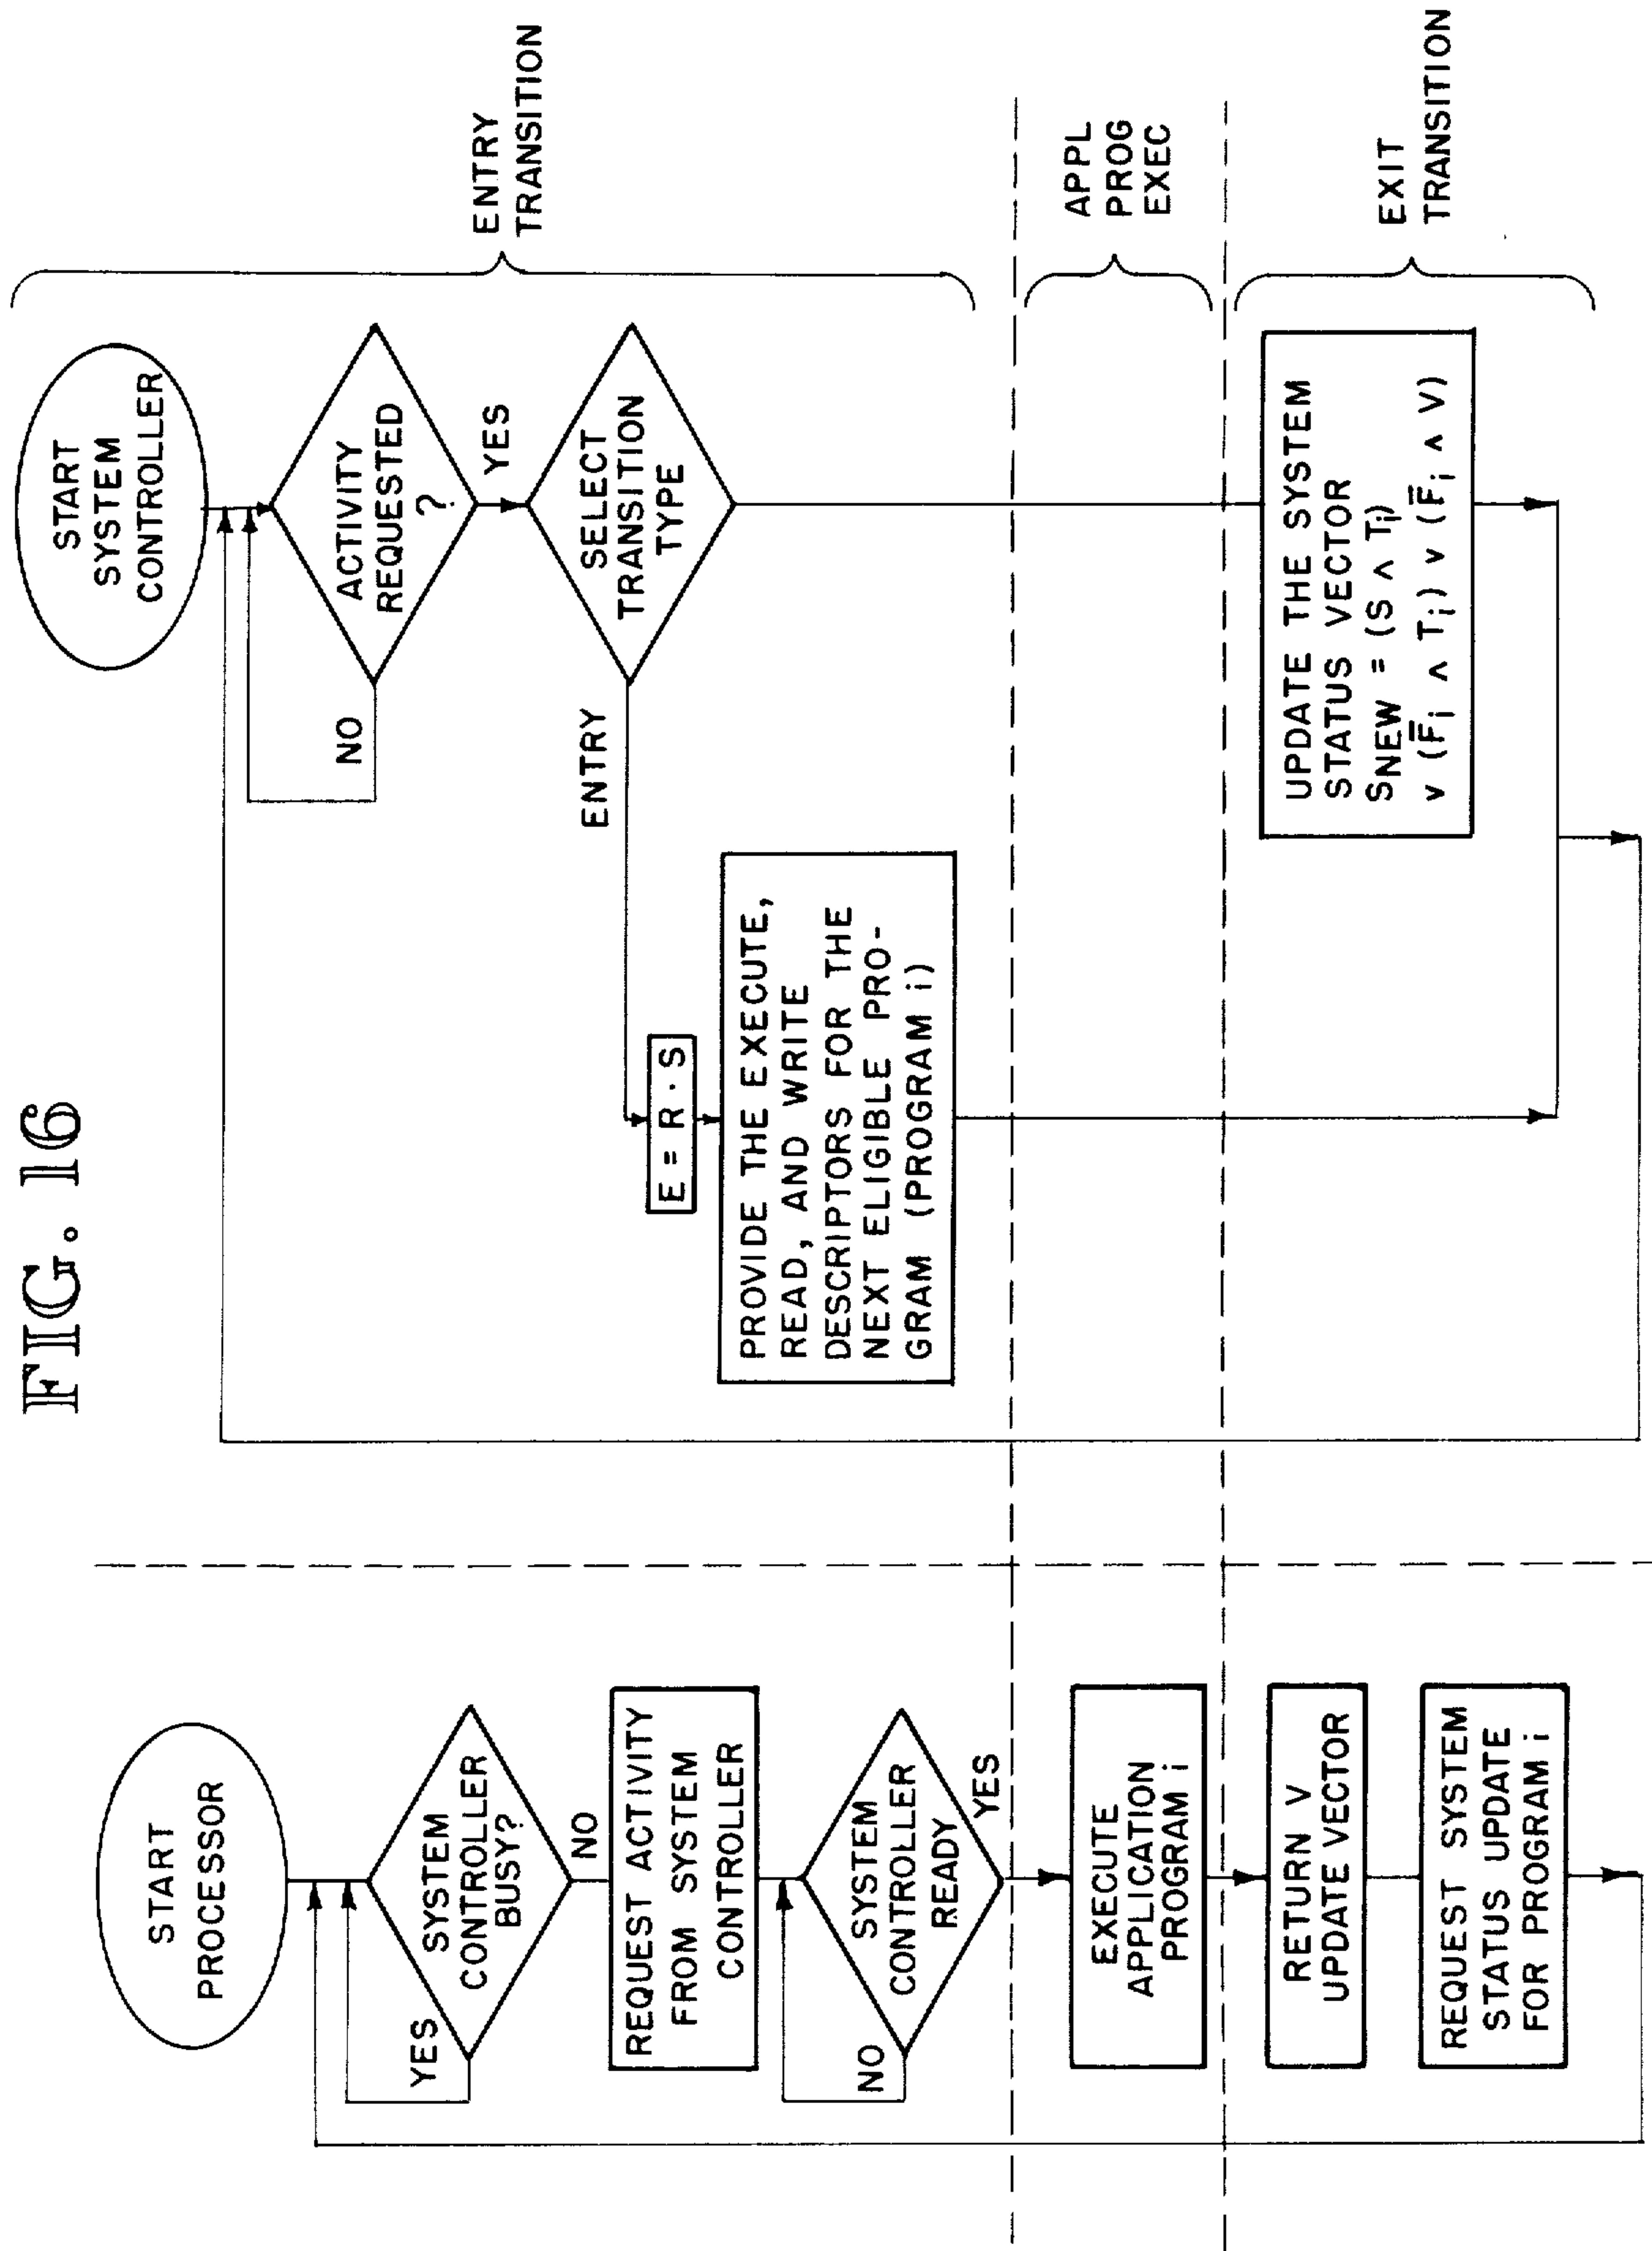 FIG. 16
START
PROCESSOR
SYSTEM
CONTROLLER
BUSY?
YES
NO
REQUEST ACTIVITY
FROM SYSTEM
CONTROLLER
SYSTEM
CONTROLLER
READY
NO
YES
EXECUTE
APPLICATION
PROGRAM i
RETURN V
UPDATE VECTOR
REQUEST SYSTEM
STATUS UPDATE
FOR PROGRAM i
START
SYSTEM
CONTROLLER
ACTIVITY
REQUESTED
?
NO
YES
SELECT
TRANSITION
TYPE
ENTRY
E = R · S
PROVIDE THE EXECUTE,
READ, AND WRITE
DESCRIPTORS FOR THE
NEXT ELIGIBLE PRO-
GRAM (PROGRAM i)
UPDATE THE SYSTEM
STATUS VECTOR
SNEW = (S ∧ Ti)
∨ (F̅i ∧ Ti) ∨ (F̅i ∧ V)
ENTRY
TRANSITION
APPL
PROG
EXEC
EXIT
TRANSITION